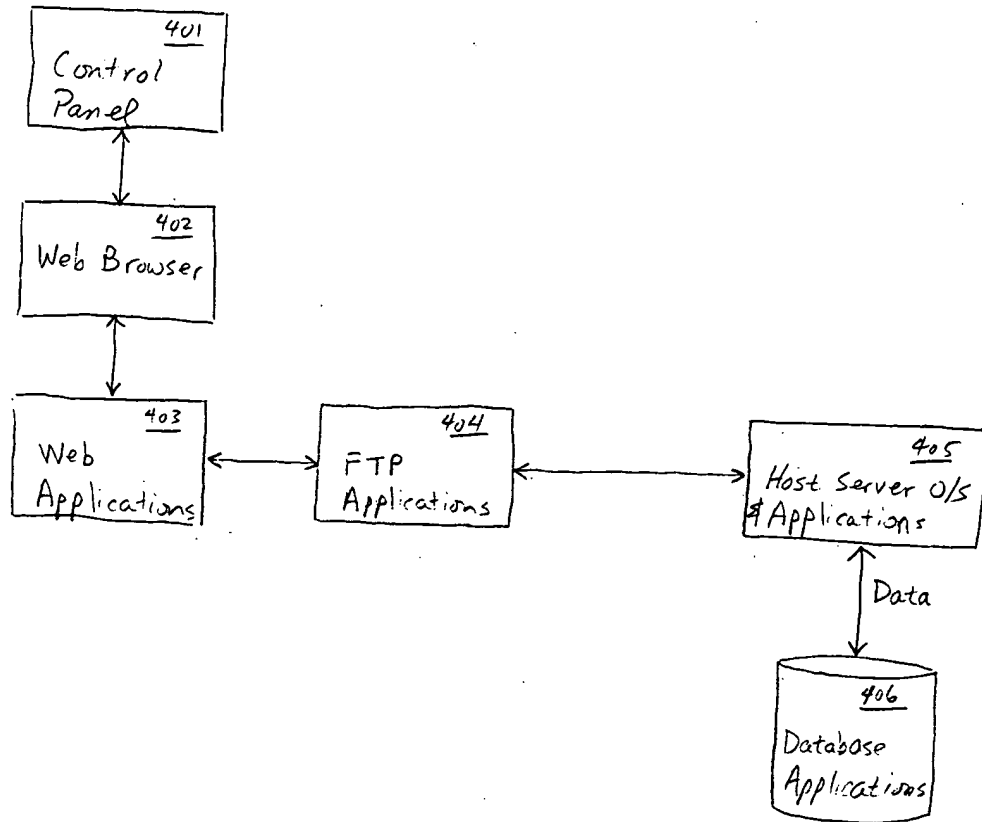 401
Control
Panel
402
Web Browser
403
Web
Applications
404
FTP
Applications
405
Host Server O/S
& Applications
Data
406
Database
Applications